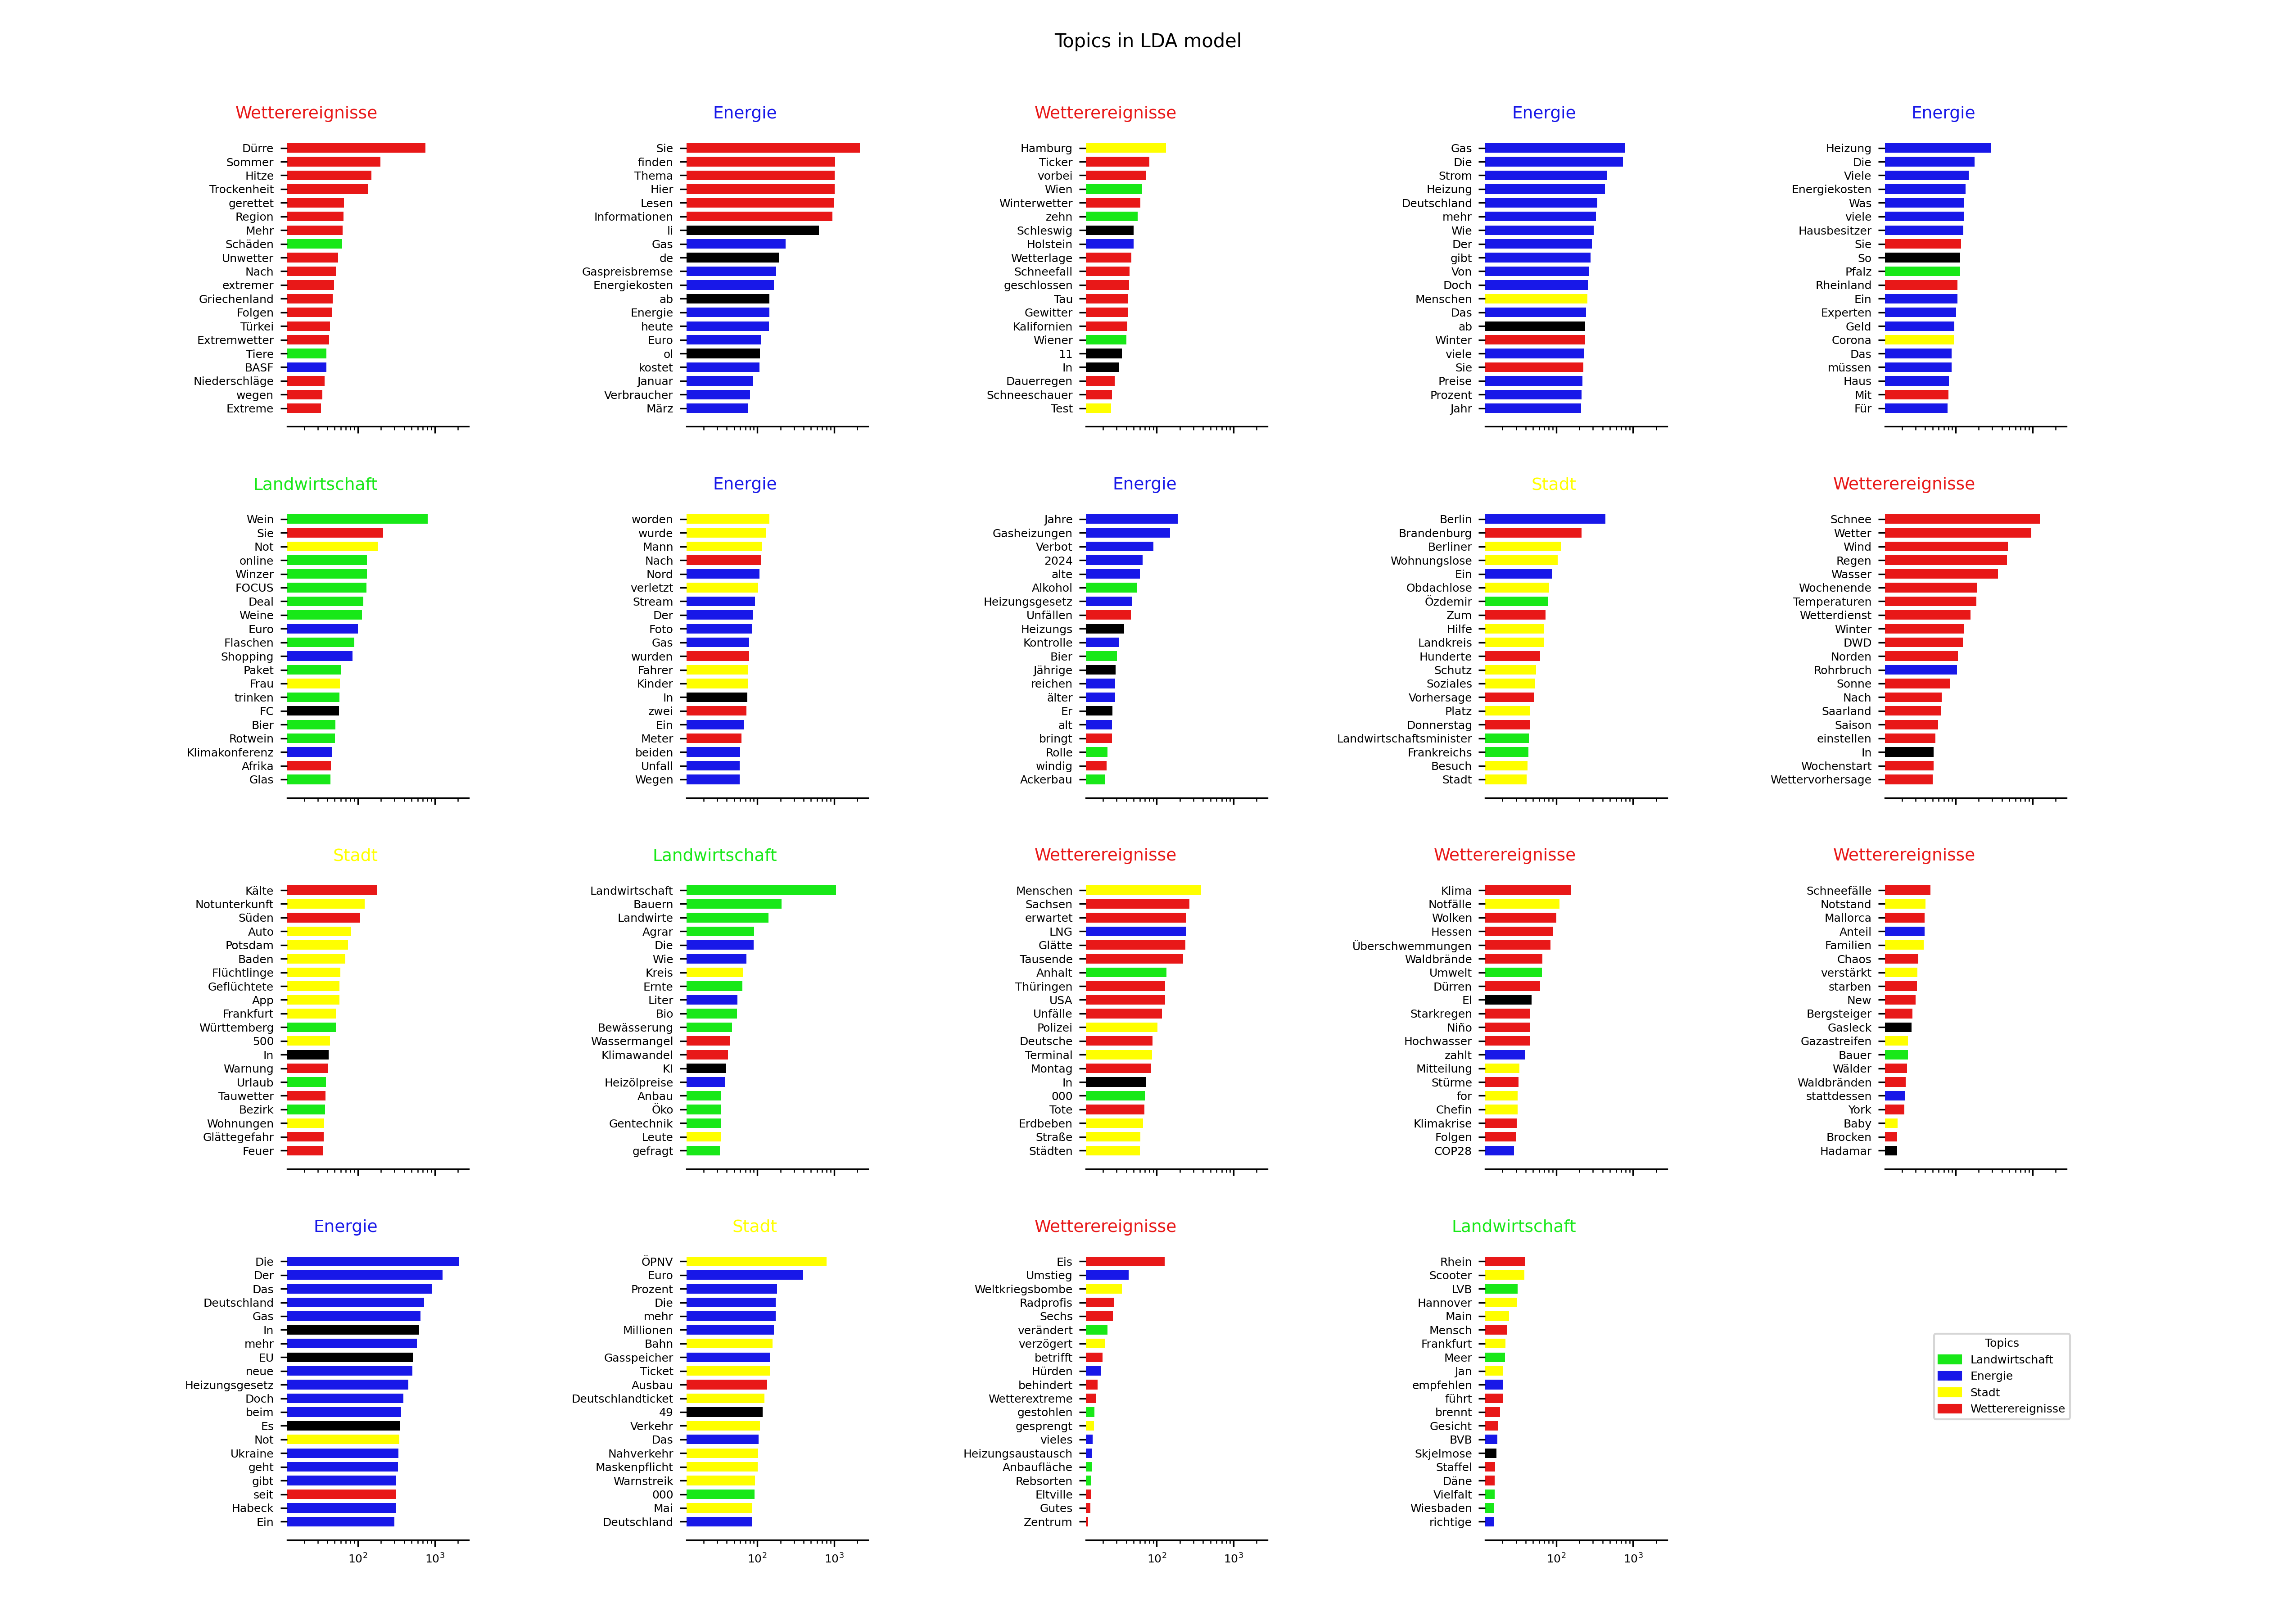 Topics in LDA model
Wetterereignisse
Dürre
Sommer
Hitze
Trockenheit
gerettet
Region
Mehr
Schäden
Unwetter
Nach
extremer
Griechenland
Folgen
Türkei
Extremwetter
Tiere
BASF
Niederschläge
wegen
Extreme
Energie
Sie
finden
Thema
Hier
Lesen
Informationen
li
Gas
de
Gaspreisbremse
Energiekosten
ab
Energie
heute
Euro
ol
kostet
Januar
Verbraucher
März
Wetterereignisse
Hamburg
Ticker
vorbei
Wien
Winterwetter
zehn
Schleswig
Holstein
Wetterlage
Schneefall
geschlossen
Tau
Gewitter
Kalifornien
Wiener
11
In
Dauerregen
Schneeschauer
Test
Energie
Gas
Die
Strom
Heizung
Deutschland
mehr
Wie
Der
gibt
Von
Doch
Menschen
Das
ab
Winter
viele
Sie
Preise
Prozent
Jahr
Energie
Heizung
Die
Viele
Energiekosten
Was
viele
Hausbesitzer
Sie
So
Pfalz
Rheinland
Ein
Experten
Geld
Corona
Das
müssen
Haus
Mit
Für
Landwirtschaft
Wein
Sie
Not
online
Winzer
FOCUS
Deal
Weine
Euro
Flaschen
Shopping
Paket
Frau
trinken
FC
Bier
Rotwein
Klimakonferenz
Afrika
Glas
Energie
worden
wurde
Mann
Nach
Nord
verletzt
Stream
Der
Foto
Gas
wurden
Fahrer
Kinder
In
zwei
Ein
Meter
beiden
Unfall
Wegen
Energie
Jahre
Gasheizungen
Verbot
2024
alte
Alkohol
Heizungsgesetz
Unfällen
Heizungs
Kontrolle
Bier
Jährige
reichen
älter
Er
alt
bringt
Rolle
windig
Ackerbau
Stadt
Berlin
Brandenburg
Berliner
Wohnungslose
Ein
Obdachlose
Özdemir
Zum
Hilfe
Landkreis
Hunderte
Schutz
Soziales
Vorhersage
Platz
Donnerstag
Landwirtschaftsminister
Frankreichs
Besuch
Stadt
Wetterereignisse
Schnee
Wetter
Wind
Regen
Wasser
Wochenende
Temperaturen
Wetterdienst
Winter
DWD
Norden
Rohrbruch
Sonne
Nach
Saarland
Saison
einstellen
In
Wochenstart
Wettervorhersage
Stadt
Kälte
Notunterkunft
Süden
Auto
Potsdam
Baden
Flüchtlinge
Geflüchtete
App
Frankfurt
Württemberg
500
In
Warnung
Urlaub
Tauwetter
Bezirk
Wohnungen
Glättegefahr
Feuer
Landwirtschaft
Landwirtschaft
Bauern
Landwirte
Agrar
Die
Wie
Kreis
Ernte
Liter
Bio
Bewässerung
Wassermangel
Klimawandel
KI
Heizölpreise
Anbau
Öko
Gentechnik
Leute
gefragt
Wetterereignisse
Menschen
Sachsen
erwartet
LNG
Glätte
Tausende
Anhalt
Thüringen
USA
Unfälle
Polizei
Deutsche
Terminal
Montag
In
000
Tote
Erdbeben
Straße
Städten
Wetterereignisse
Klima
Notfälle
Wolken
Hessen
Überschwemmungen
Waldbrände
Umwelt
Dürren
El
Starkregen
Niño
Hochwasser
zahlt
Mitteilung
Stürme
for
Chefin
Klimakrise
Folgen
COP28
Wetterereignisse
Schneefälle
Notstand
Mallorca
Anteil
Familien
Chaos
verstärkt
starben
New
Bergsteiger
Gasleck
Gazastreifen
Bauer
Wälder
Waldbränden
stattdessen
York
Baby
Brocken
Hadamar
Energie
Die
Der
Das
Deutschland
Gas
In
mehr
EU
neue
Heizungsgesetz
Doch
beim
Es
Not
Ukraine
geht
gibt
seit
Habeck
Ein
10² 10³
Stadt
ÖPNV
Euro
Prozent
Die
mehr
Millionen
Bahn
Gasspeicher
Ticket
Ausbau
Deutschlandticket
49
Verkehr
Das
Nahverkehr
Maskenpflicht
Warnstreik
000
Mai
Deutschland
10² 10³
Wetterereignisse
Eis
Umstieg
Weltkriegsbombe
Radprofis
Sechs
verändert
verzögert
betrifft
Hürden
behindert
Wetterextreme
gestohlen
gesprengt
vieles
Heizungsaustausch
Anbaufläche
Rebsorten
Eltville
Gutes
Zentrum
10² 10³
Landwirtschaft
Rhein
Scooter
LVB
Hannover
Main
Mensch
Frankfurt
Meer
Jan
empfehlen
führt
brennt
Gesicht
BVB
Skjelmose
Staffel
Däne
Vielfalt
Wiesbaden
richtige
10² 10³
Topics
Landwirtschaft
Energie
Stadt
Wetterereignisse